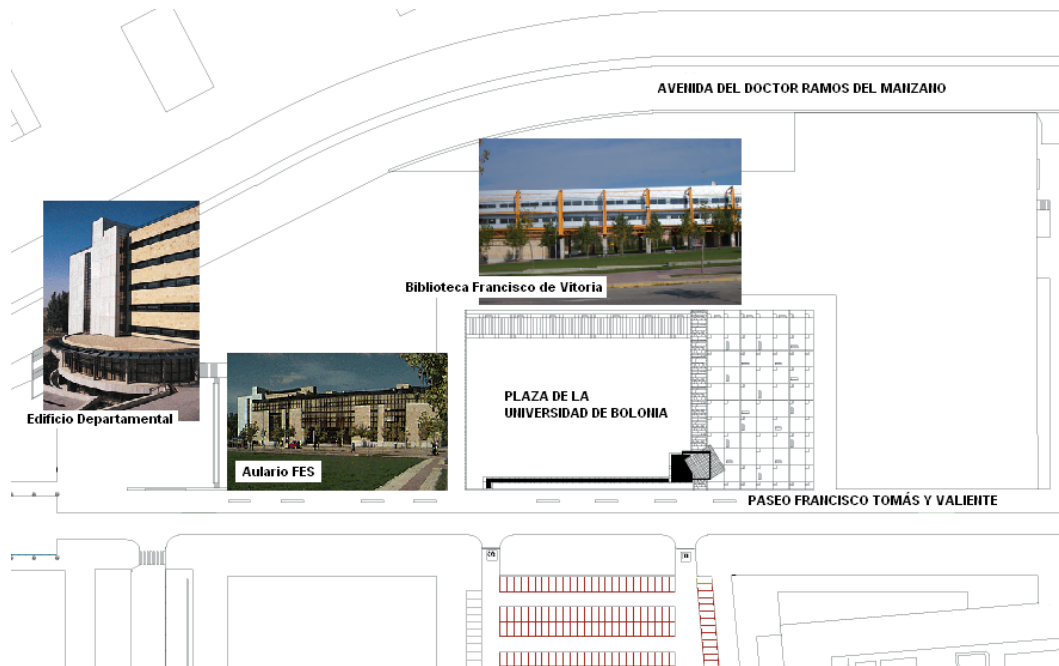 AVENIDA DEL DOCTOR RAMOS DEL MANZANO
Biblioteca Francisco de Vitoria
PLAZA DE LA
UNIVERSIDAD DE BOLONIA
Edificio Departamental
Aulario FES
PASEO FRANCISCO TOMÁS Y VALIENTE